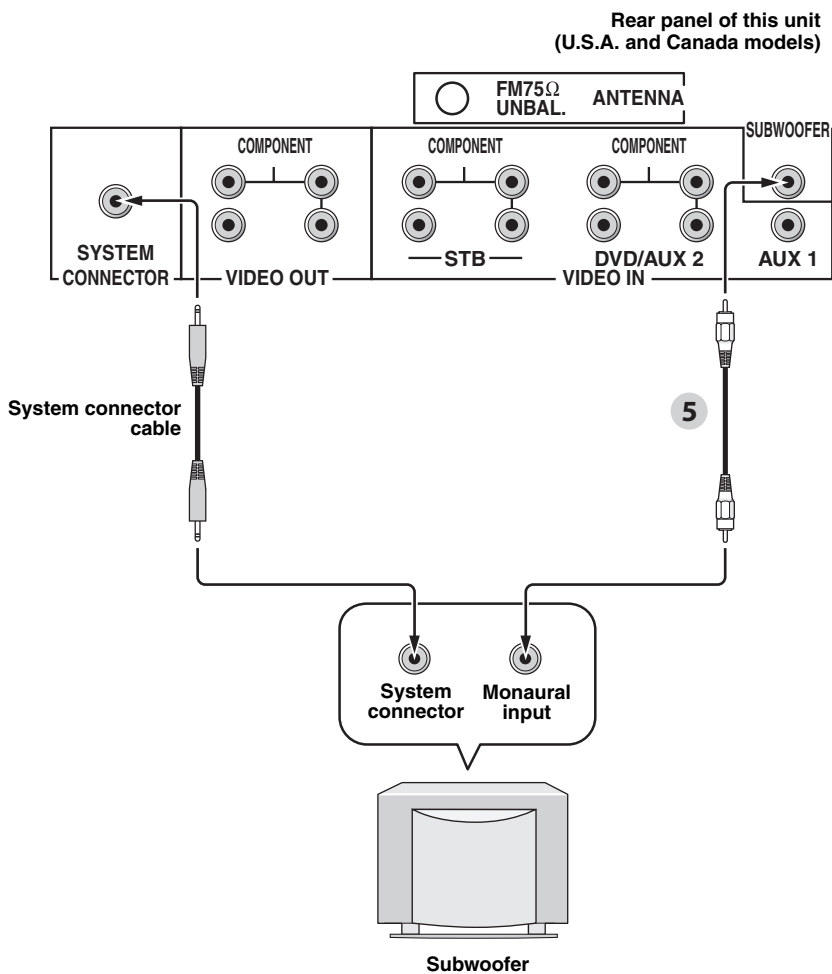 Rear panel of this unit
(U.S.A. and Canada models)
FM75Ω
UNBAL.
ANTENNA
SUBWOOFER
COMPONENT
COMPONENT
COMPONENT
SYSTEM
CONNECTOR
VIDEO OUT
STB
DVD/AUX 2
VIDEO IN
AUX 1
System connector
cable
5
System
connector
Monaural
input
Subwoofer